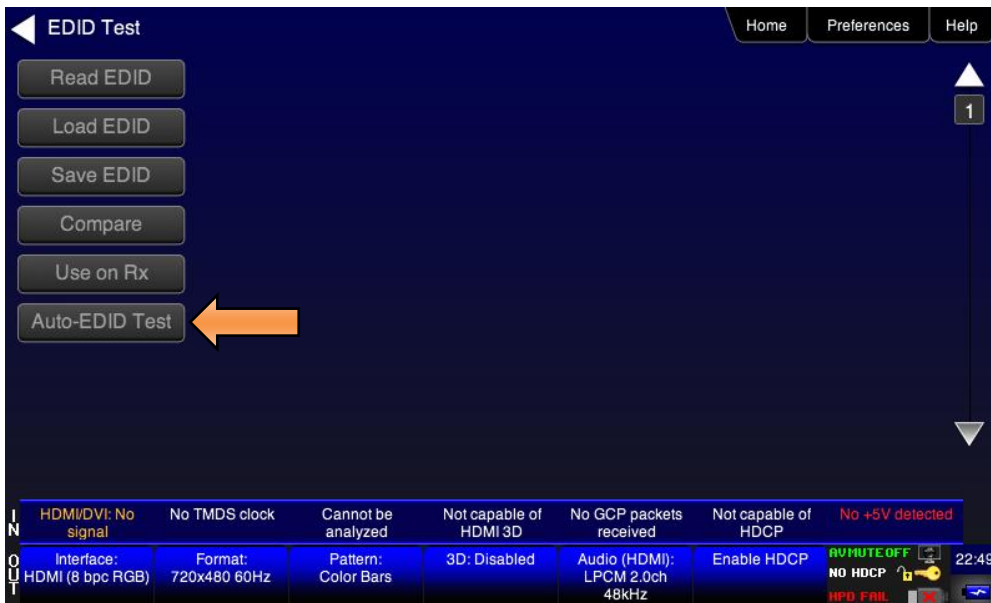 EDID Test
Home
Preferences
Help
Read EDID
Load EDID
Save EDID
Compare
Use on Rx
Auto-EDID Test
1
IN
HDMI/DVI: No
signal
No TMDS clock
Cannot be
analyzed
Not capable of
HDMI 3D
No GCP packets
received
Not capable of
HDCP
No +5V detected
OUT
Interface:
HDMI (8 bpc RGB)
Format:
720x480 60Hz
Pattern:
Color Bars
3D: Disabled
Audio (HDMI):
LPCM 2.0ch
48kHz
Enable HDCP
AVMUTE OFF
NO HDCP
HPD FAIL
22:49